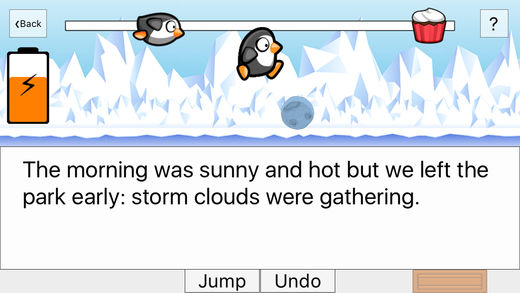 ‹Back
?
The morning was sunny and hot but we left the
park early: storm clouds were gathering.
Jump Undo